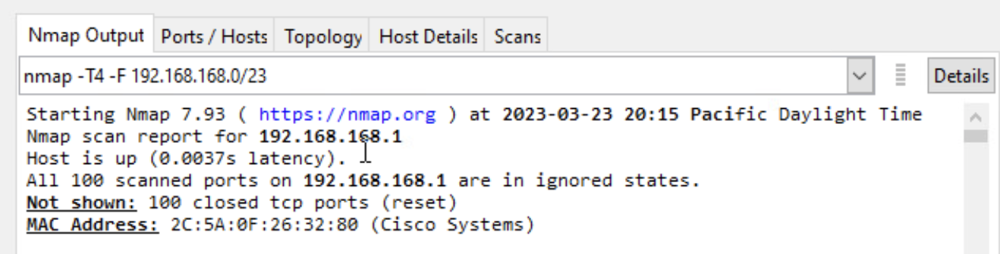 Nmap Output Ports / Hosts Topology Host Details Scans
nmap -T4 -F 192.168.168.0/23 Details
Starting Nmap 7.93 ( https://nmap.org ) at 2023-03-23 20:15 Pacific Daylight Time
Nmap scan report for 192.168.168.1
Host is up (0.0037s latency).
All 100 scanned ports on 192.168.168.1 are in ignored states.
Not shown: 100 closed tcp ports (reset)
MAC Address: 2C:5A:0F:26:32:80 (Cisco Systems)